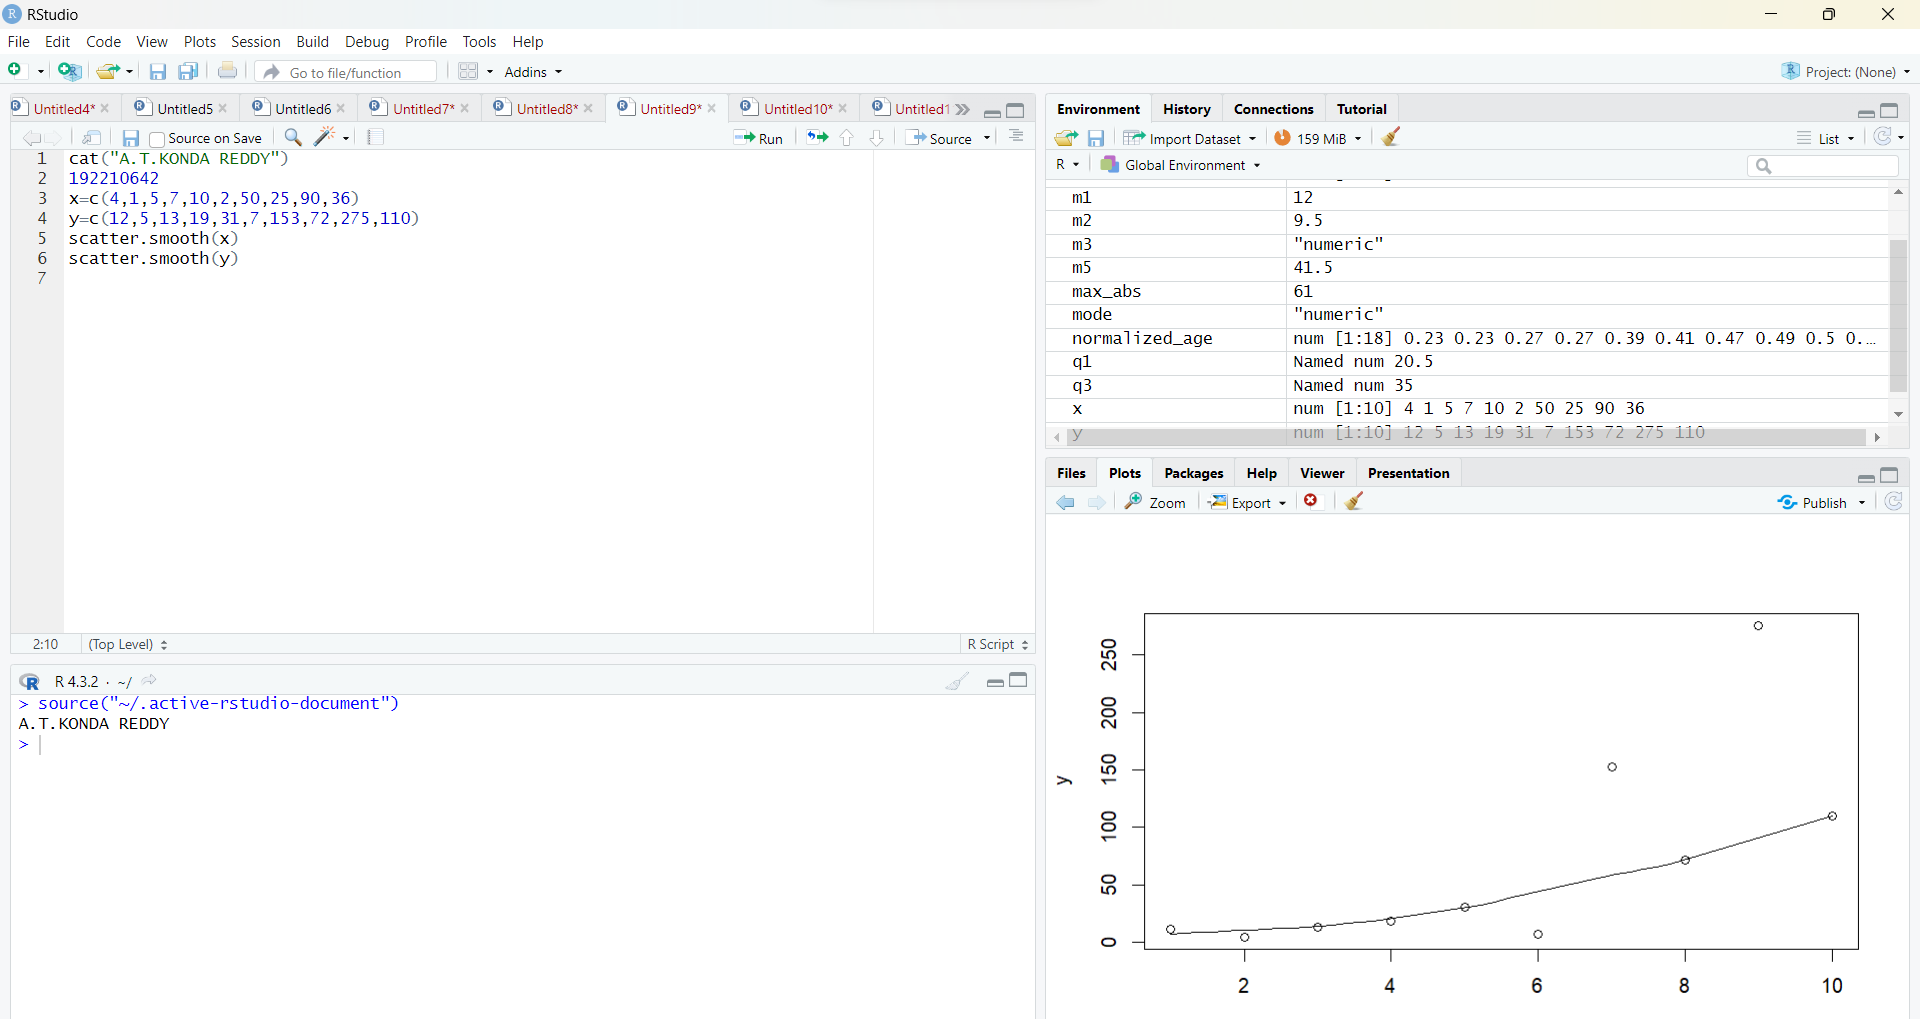 RStudio
File Edit Code View Plots Session Build Debug Profile Tools Help
Go to file/function Addins Project: (None)
Untitled4* Untitled5 Untitled6 Untitled7* Untitled8* Untitled9* Untitled10* Untitled1
Source on Save Run Source
1 cat("A.T.KONDA REDDY")
2 192210642
3 x=c(4,1,5,7,10,2,50,25,90,36)
4 y=c(12,5,13,19,31,7,153,72,275,110)
5 scatter.smooth(x)
6 scatter.smooth(y)
7
2:10 (Top Level) R Script
R 4.3.2 · ~/
> source("~/.active-rstudio-document")
A.T.KONDA REDDY
>
Environment History Connections Tutorial
Import Dataset 159 MiB List
R Global Environment
m1 12
m2 9.5
m3 "numeric"
m5 41.5
max_abs 61
mode "numeric"
normalized_age num [1:18] 0.23 0.23 0.27 0.27 0.39 0.41 0.47 0.49 0.5 0.…
q1 Named num 20.5
q3 Named num 35
x num [1:10] 4 1 5 7 10 2 50 25 90 36
y num [1:10] 12 5 13 19 31 7 153 72 275 110
Files Plots Packages Help Viewer Presentation
Zoom Export Publish
250
200
150
100
50
0
y
2 4 6 8 10